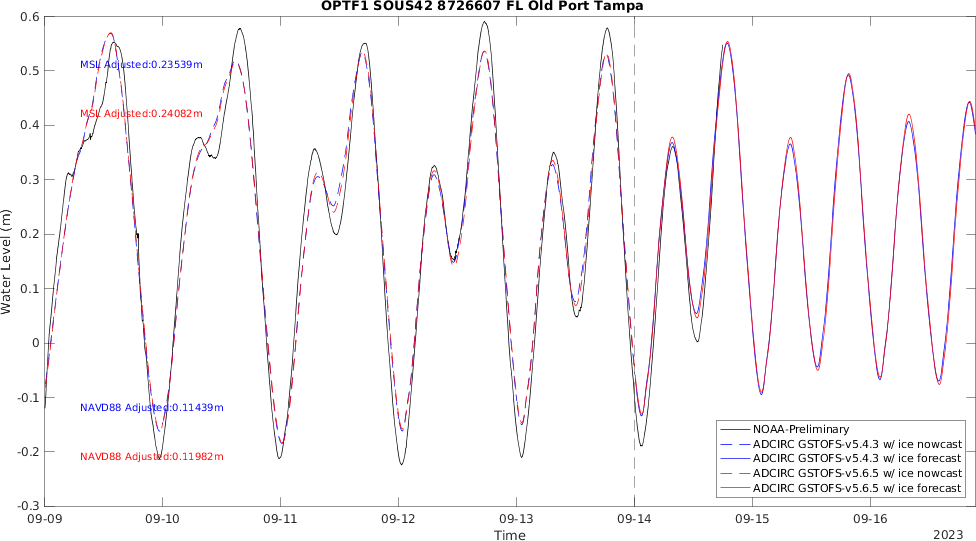 OPTF1 SOUS42 8726607 FL Old Port Tampa
0.6
0.5
0.4
0.3
0.2
0.1
0
-0.1
-0.2
-0.3
Water Level (m)
MSL Adjusted:0.23539m
MSL Adjusted:0.24082m
NAVD88 Adjusted:0.11439m
NAVD88 Adjusted:0.11982m
NOAA-Preliminary
ADCIRC GSTOFS-v5.4.3 w/ ice nowcast
ADCIRC GSTOFS-v5.4.3 w/ ice forecast
ADCIRC GSTOFS-v5.6.5 w/ ice nowcast
ADCIRC GSTOFS-v5.6.5 w/ ice forecast
09-09 09-10 09-11 09-12 09-13 09-14 09-15 09-16
Time
2023